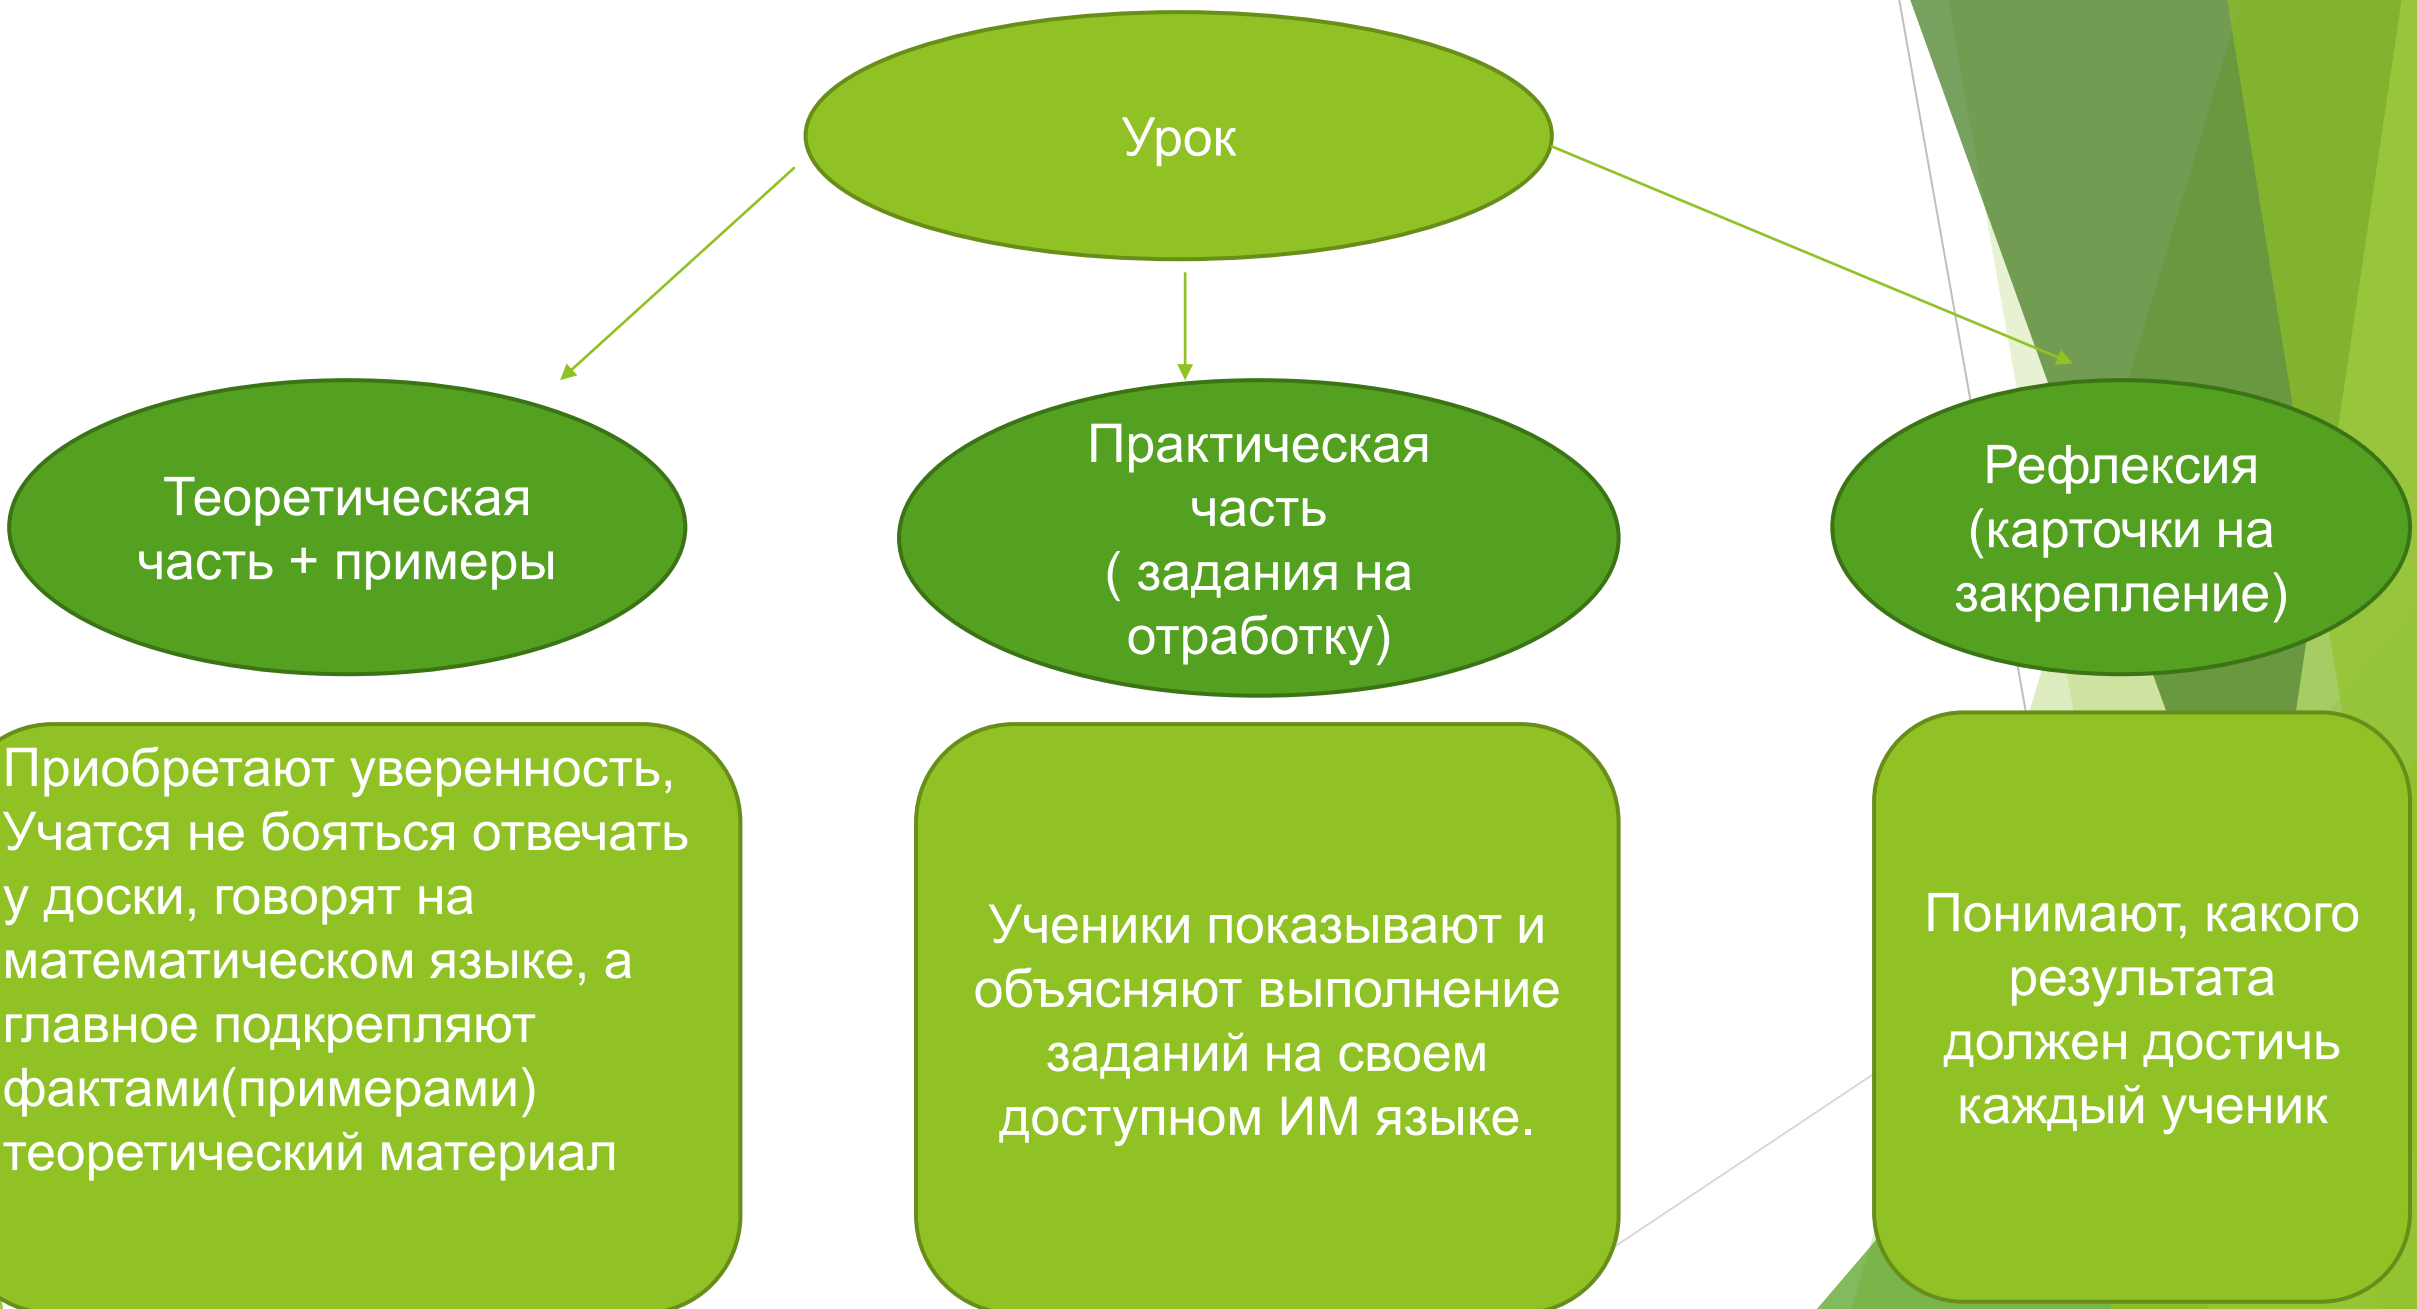 Урок
Теоретическая
часть + примеры
Практическая
часть
( задания на
отработку)
Рефлексия
(карточки на
закрепление)
Приобретают уверенность,
Учатся не бояться отвечать
у доски, говорят на
математическом языке, а
главное подкрепляют
фактами(примерами)
теоретический материал
Ученики показывают и
объясняют выполнение
заданий на своем
доступном ИМ языке.
Понимают, какого
результата
должен достичь
каждый ученик